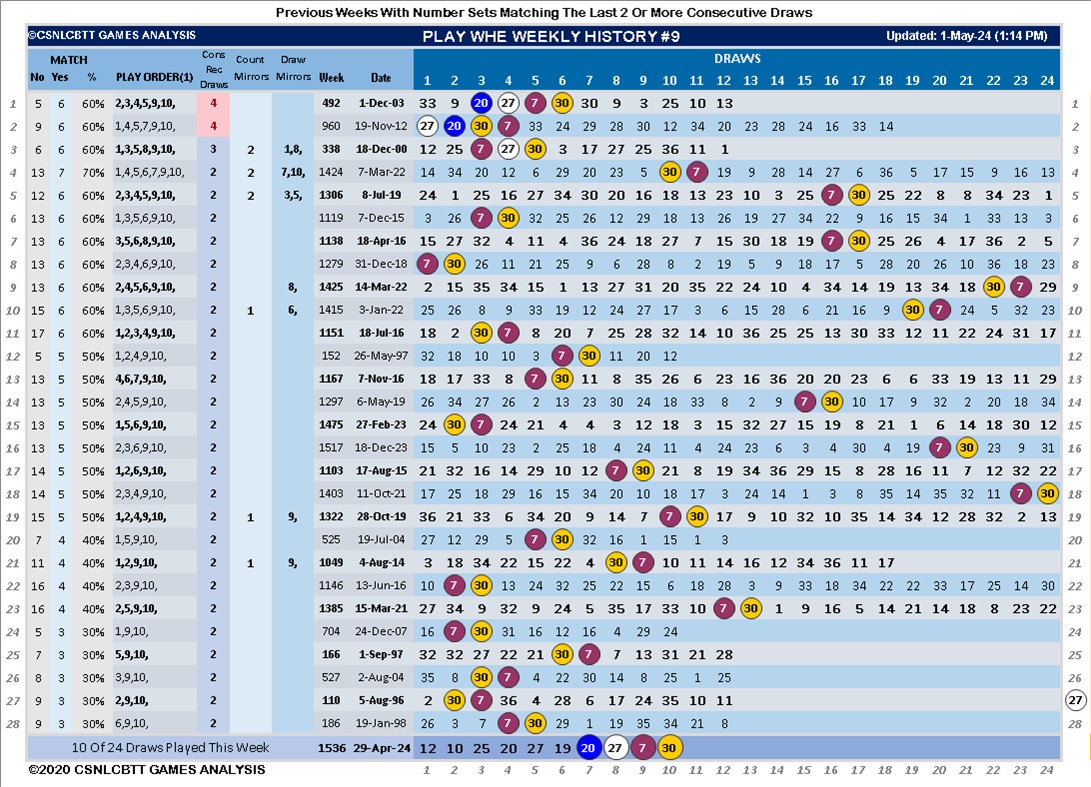 Previous Weeks With Number Sets Matching The Last 2 Or More Consecutive Draws
©CSNLCBTT GAMES ANALYSIS PLAY WHE WEEKLY HISTORY #9 Updated: 1-May-24 (1:14 PM)
MATCH Cons Rec Draws Count Mirrors Draw Mirrors DRAWS
No Yes % PLAY ORDER(1) Week Date 1 2 3 4 5 6 7 8 9 10 11 12 13 14 15 16 17 18 19 20 21 22 23 24
1 5 6 60% 2,3,4,5,9,10, 4 492 1-Dec-03 33 9 20 27 7 30 30 9 3 25 10 13 1
2 9 6 60% 1,4,5,7,9,10, 4 960 19-Nov-12 27 20 30 7 33 24 29 28 30 12 34 20 23 28 24 16 33 14 2
3 6 6 60% 1,3,5,8,9,10, 3 2 1,8, 338 18-Dec-00 12 25 7 27 30 3 17 27 25 36 11 1 3
4 13 7 70% 1,4,5,6,7,9,10, 2 2 7,10, 1424 7-Mar-22 14 34 20 12 6 29 20 23 5 30 7 19 9 28 14 27 6 36 5 17 15 9 16 13 4
5 12 6 60% 2,3,4,5,9,10, 2 2 3,5, 1306 8-Jul-19 24 1 25 16 27 34 30 20 16 18 13 23 10 3 25 7 30 25 22 8 8 34 23 1 5
6 13 6 60% 1,3,5,6,9,10, 2 1119 7-Dec-15 3 26 7 30 32 25 26 12 29 18 13 26 19 27 34 22 9 16 15 34 1 33 13 3 6
7 13 6 60% 3,5,6,8,9,10, 2 1138 18-Apr-16 15 27 32 4 11 4 36 24 18 27 7 15 30 18 19 7 30 25 26 4 17 36 2 5 7
8 13 6 60% 2,3,4,6,9,10, 2 1279 31-Dec-18 7 30 26 11 21 25 9 6 28 8 2 19 5 9 18 17 5 28 20 26 10 36 18 23 8
9 13 6 60% 2,4,5,6,9,10, 2 8, 1425 14-Mar-22 2 15 35 34 15 1 13 27 31 20 35 22 24 10 4 34 14 19 13 34 18 30 7 29 9
10 15 6 60% 1,3,5,6,9,10, 2 1 6, 1415 3-Jan-22 25 26 8 9 33 19 12 24 27 17 3 6 15 28 6 21 16 9 30 7 24 5 32 23 10
11 17 6 60% 1,2,3,4,9,10, 2 1151 18-Jul-16 18 2 30 7 8 20 7 25 28 32 14 10 36 25 25 13 30 33 12 11 22 24 31 17 11
12 5 5 50% 1,2,4,9,10, 2 152 26-May-97 32 18 10 10 3 7 30 11 20 12 12
13 13 5 50% 4,6,7,9,10, 2 1167 7-Nov-16 18 17 33 8 7 30 11 8 35 26 6 23 16 36 20 20 23 6 6 33 19 13 11 29 13
14 13 5 50% 2,4,5,9,10, 2 1297 6-May-19 26 34 27 26 2 13 23 30 24 18 33 8 2 9 7 30 10 17 9 32 2 20 18 34 14
15 13 5 50% 1,5,6,9,10, 2 1475 27-Feb-23 24 30 7 24 21 4 4 3 12 18 3 15 32 27 15 19 8 21 1 6 14 18 30 12 15
16 13 5 50% 2,3,6,9,10, 2 1517 18-Dec-23 15 5 10 23 2 25 18 4 24 11 4 24 23 6 3 4 30 4 19 7 30 23 9 31 16
17 14 5 50% 1,2,6,9,10, 2 1103 17-Aug-15 21 32 16 14 29 10 12 7 30 21 8 19 34 36 29 15 8 28 16 11 7 12 32 22 17
18 14 5 50% 2,3,4,9,10, 2 1403 11-Oct-21 17 25 18 29 16 15 34 20 10 18 17 3 24 14 1 3 8 35 14 35 32 11 7 30 18
19 15 5 50% 1,2,4,9,10, 2 1 9, 1322 28-Oct-19 36 21 33 6 34 20 9 14 7 7 30 17 9 10 32 10 35 14 34 12 28 32 2 13 19
20 7 4 40% 1,5,9,10, 2 525 19-Jul-04 27 12 29 5 7 30 32 16 1 15 1 3 20
21 11 4 40% 1,2,9,10, 2 1 9, 1049 4-Aug-14 3 18 34 22 15 22 4 30 7 10 11 14 16 12 34 36 11 17 21
22 16 4 40% 2,3,9,10, 2 1146 13-Jun-16 10 7 30 13 24 32 25 22 15 6 18 28 3 9 33 18 34 22 2 33 17 25 14 30 22
23 16 4 40% 2,5,9,10, 2 1385 15-Mar-21 27 34 9 32 9 24 5 35 17 33 10 7 30 1 9 16 5 14 21 14 18 8 23 22 23
24 5 3 30% 1,9,10, 2 704 24-Dec-07 16 7 30 31 16 12 16 4 29 24 24
25 7 3 30% 5,9,10, 2 166 1-Sep-97 32 32 27 22 21 30 7 7 13 31 21 28 25
26 8 3 30% 3,9,10, 2 527 2-Aug-04 35 8 30 7 4 22 30 14 8 25 1 25 26
27 9 3 30% 2,9,10, 2 110 5-Aug-96 2 30 7 36 4 28 6 17 24 35 10 11 27
28 9 3 30% 6,9,10, 2 186 19-Jan-98 26 3 7 7 30 29 1 19 35 34 21 8 28
10 Of 24 Draws Played This Week 1536 29-Apr-24 12 10 25 20 27 19 20 27 7 30
©2020 CSNLCBTT GAMES ANALYSIS 1 2 3 4 5 6 7 8 9 10 11 12 13 14 15 16 17 18 19 20 21 22 23 24